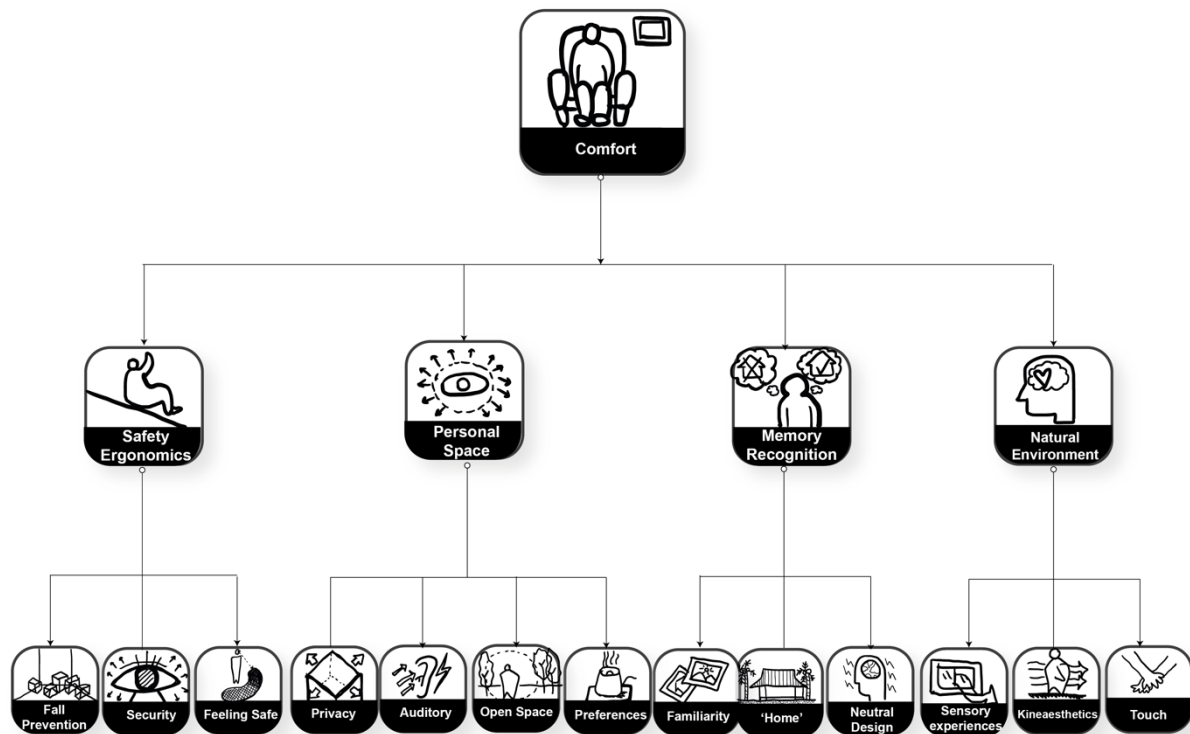 Comfort
Safety
Ergonomics
Personal
Space
Memory
Recognition
Natural
Environment
Fall
Prevention
Security
Feeling Safe
Privacy
Auditory
Open Space
Preferences
Familiarity
‘Home’
Neutral
Design
Sensory
experiences
Kineaesthetics
Touch